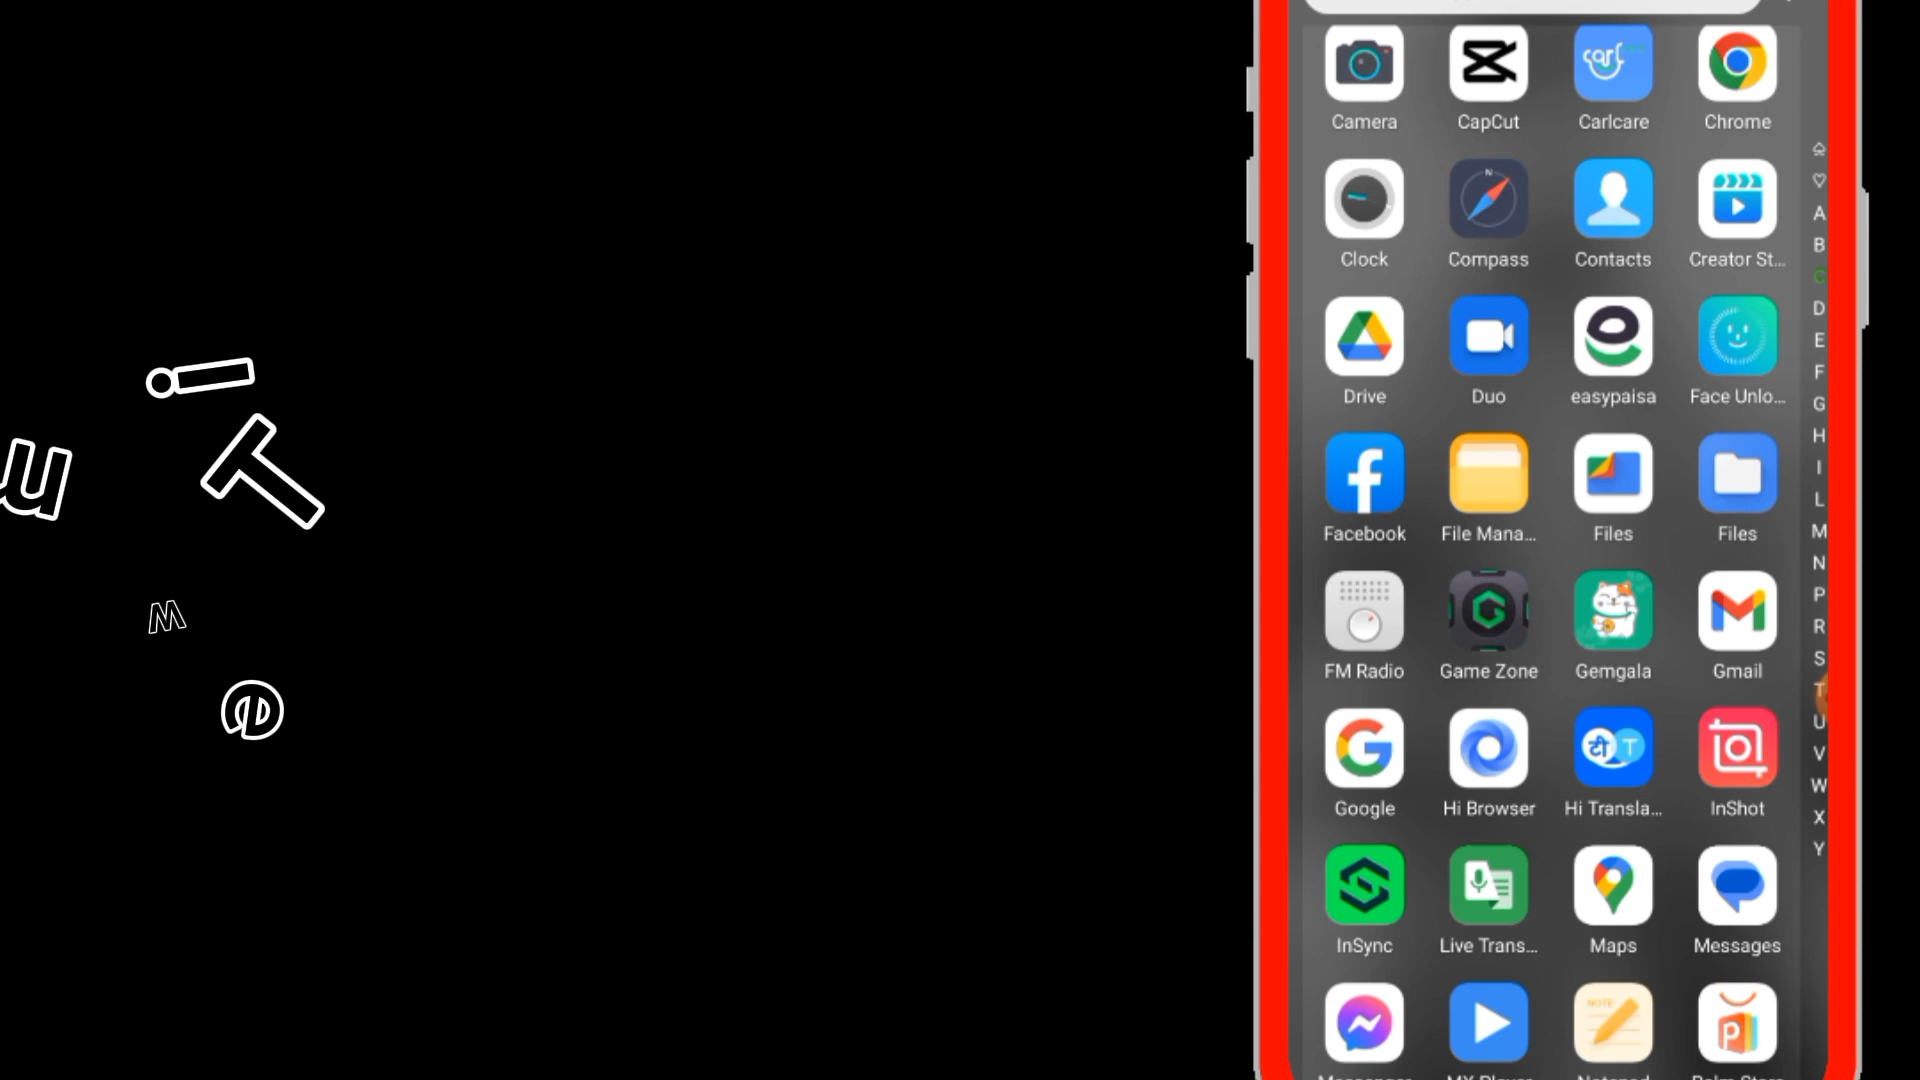 Camera CapCut Carlcare Chrome
Clock Compass Contacts Creator St...
Drive Duo easypaisa Face Unlo...
Facebook File Mana... Files Files
FM Radio Game Zone Gemgala Gmail
Google Hi Browser Hi Transla... InShot
InSync Live Trans... Maps Messages
A
B
C
D
E
F
G
H
I
L
M
N
P
R
S
T
U
V
W
X
Y
i
T
u
w
e